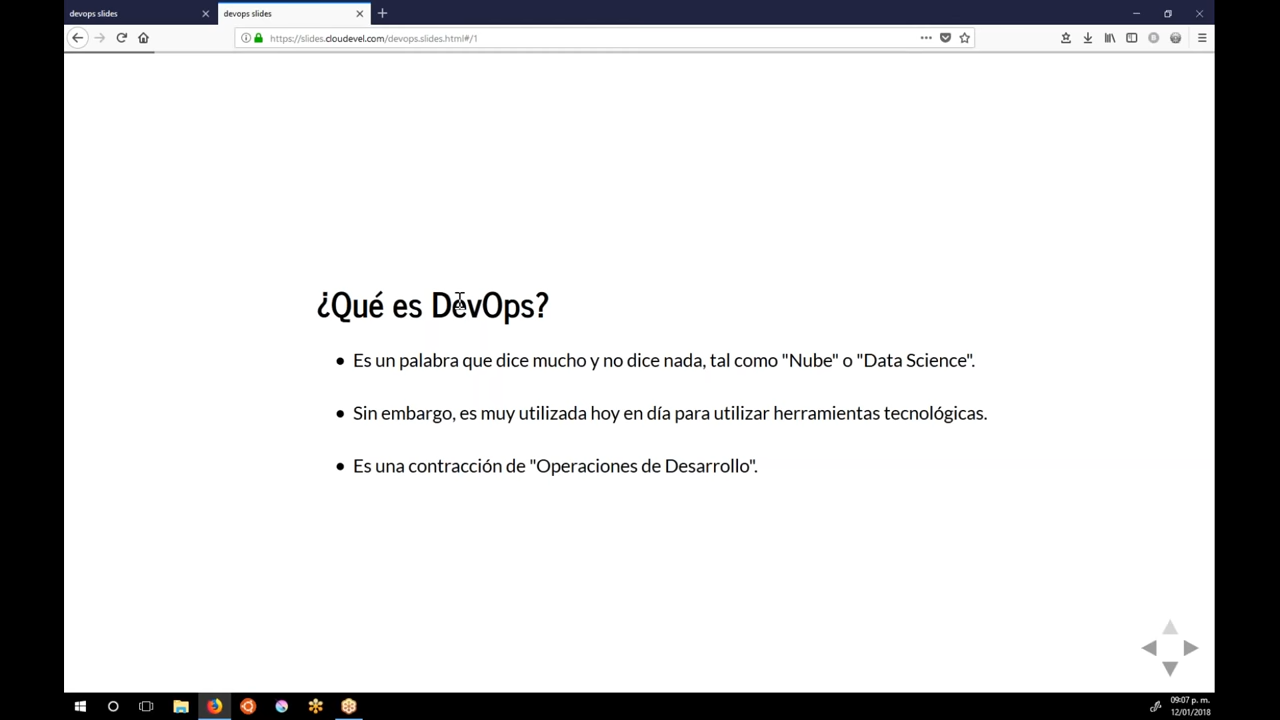 devops slides
devops slides
https://slides.cloudevel.com/devops.slides.html#/1
¿Qué es DevOps?
Es un palabra que dice mucho y no dice nada, tal como "Nube" o "Data Science".
Sin embargo, es muy utilizada hoy en día para utilizar herramientas tecnológicas.
Es una contracción de "Operaciones de Desarrollo".
09:07 p. m.
12/01/2018